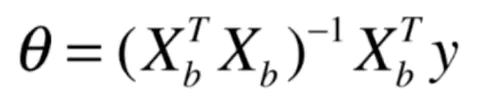 θ = (X_b^T X_b)^{-1} X_b^T y